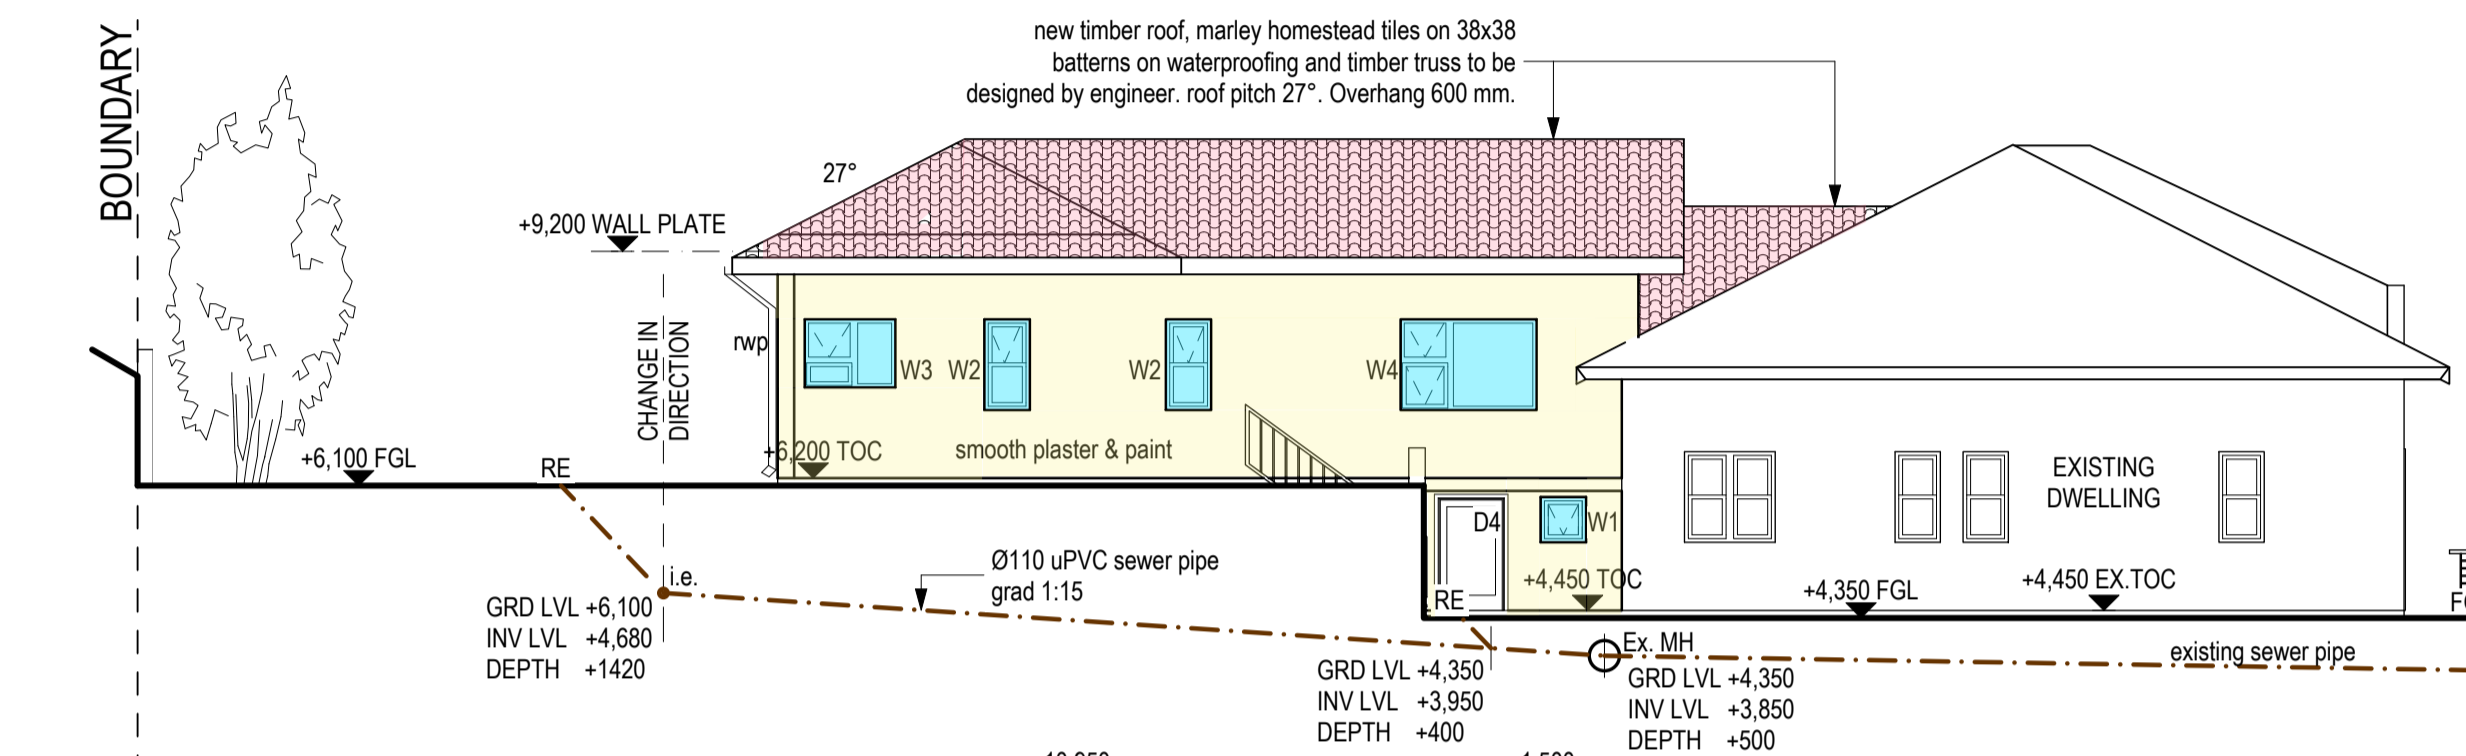 BOUNDARY
new timber roof, marley homestead tiles on 38x38
batterns on waterproofing and timber truss to be
designed by engineer. roof pitch 27°. Overhang 600 mm.
27°
+9,200 WALL PLATE
CHANGE IN
DIRECTION
rwp
W3
W2
W2
W4
+6,100 FGL
RE
+6,200 TOC
smooth plaster & paint
EXISTING
DWELLING
D4
W1
i.e.
Ø110 uPVC sewer pipe
grad 1:15
RE
+4,450 TOC
+4,350 FGL
+4,450 EX.TOC
GRD LVL +6,100
INV LVL +4,680
DEPTH +1420
Ex. MH
existing sewer pipe
GRD LVL +4,350
INV LVL +3,950
DEPTH +400
GRD LVL +4,350
INV LVL +3,850
DEPTH +500